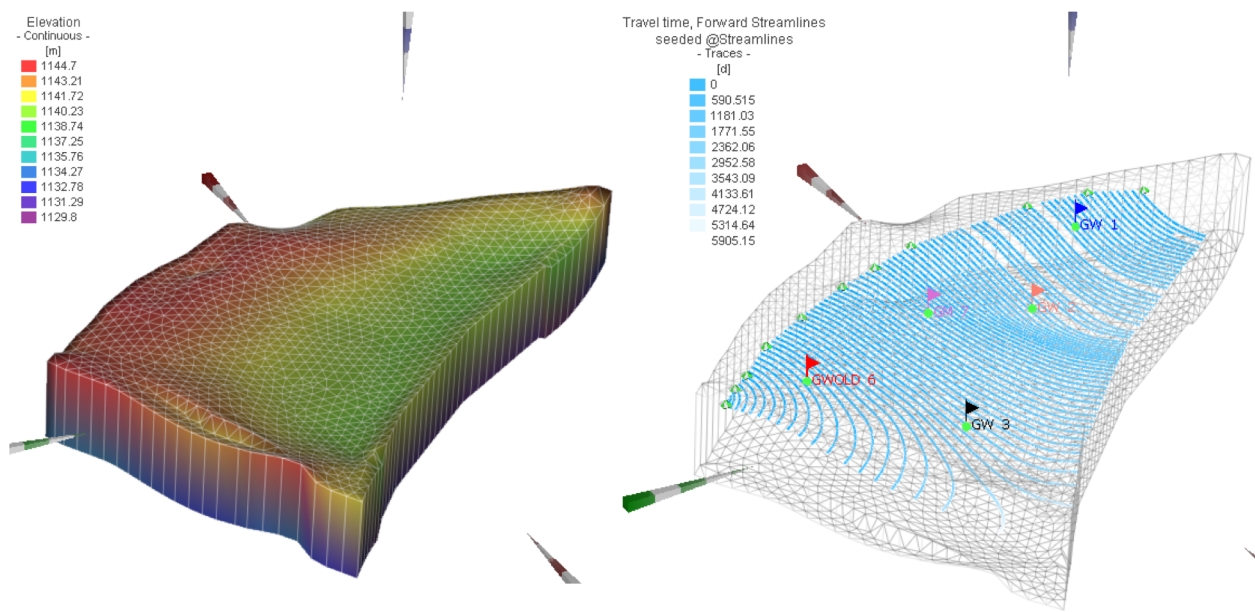 Elevation
- Continuous -
[m]
1144.7
1143.21
1141.72
1140.23
1138.74
1137.25
1135.76
1134.27
1132.78
1131.29
1129.8
Travel time, Forward Streamlines
seeded @Streamlines
- Traces -
[d]
0
590.515
1181.03
1771.55
2362.06
2952.58
3543.09
4133.61
4724.12
5314.64
5905.15
GW 1
GW 2
GWOLD 6
GW 3